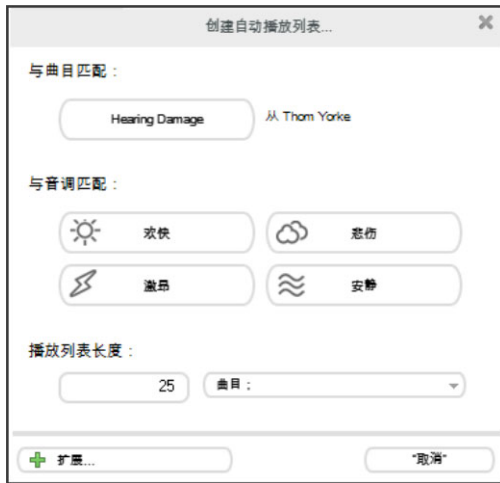 创建自动播放列表...
与曲目匹配：
Hearing Damage 从 Thom Yorke
与音调匹配：
欢快 悲伤
激昂 安静
播放列表长度：
25 曲目：
扩展... "取消"